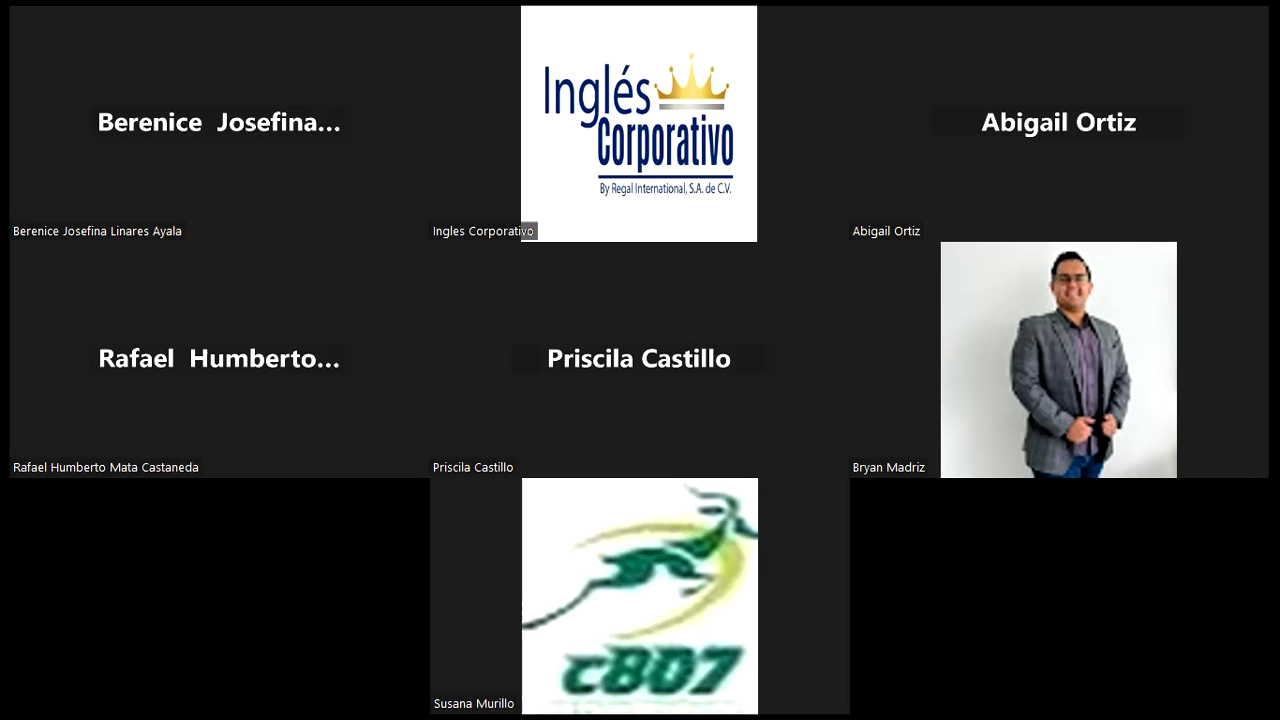 Berenice Josefina...
Berenice Josefina Linares Ayala
Inglés
Corporativo
By Regal International, S.A. de C.V.
Ingles Corporativo
Abigail Ortiz
Abigail Ortiz
Rafael Humberto...
Rafael Humberto Mata Castaneda
Priscila Castillo
Priscila Castillo
Bryan Madriz
CBO7
Susana Murillo